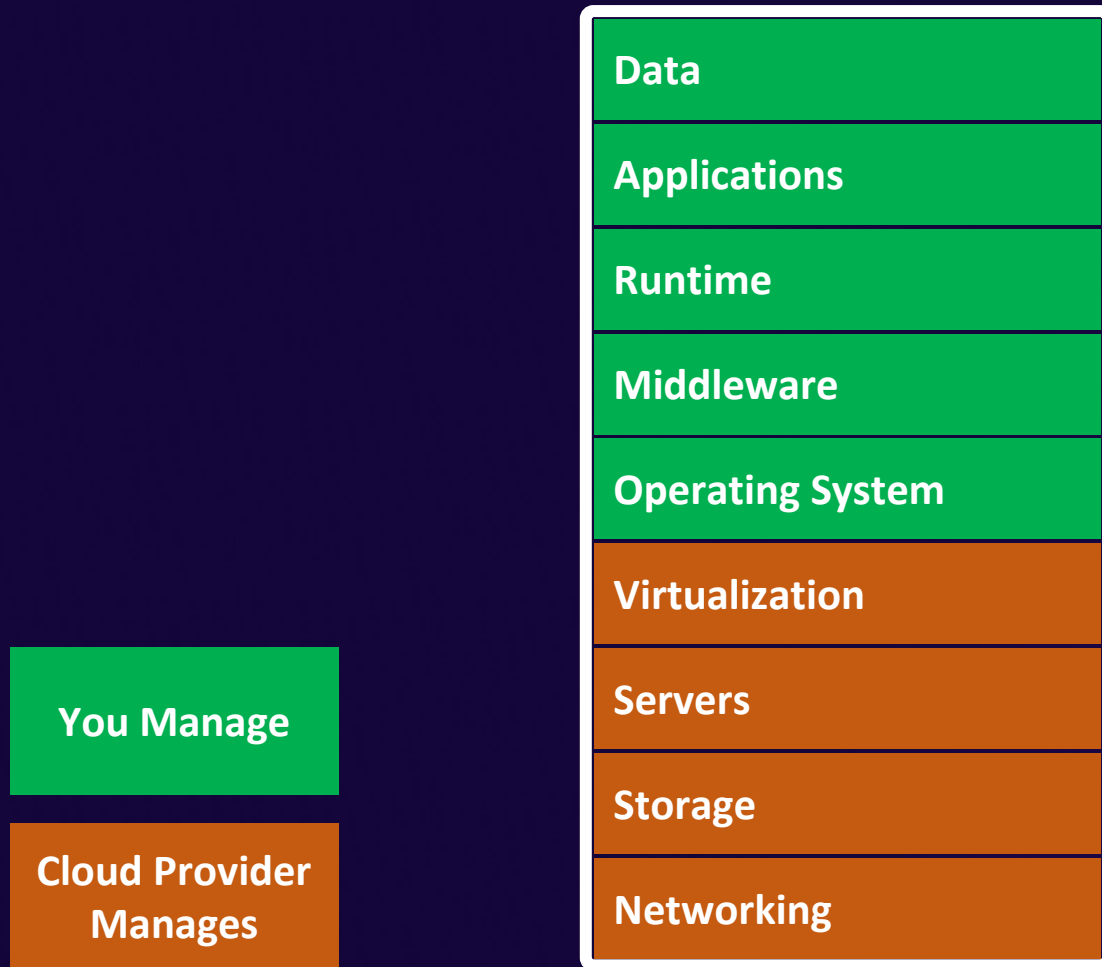 Data
Applications
Runtime
Middleware
Operating System
Virtualization
Servers
Storage
Networking
You Manage
Cloud Provider
Manages